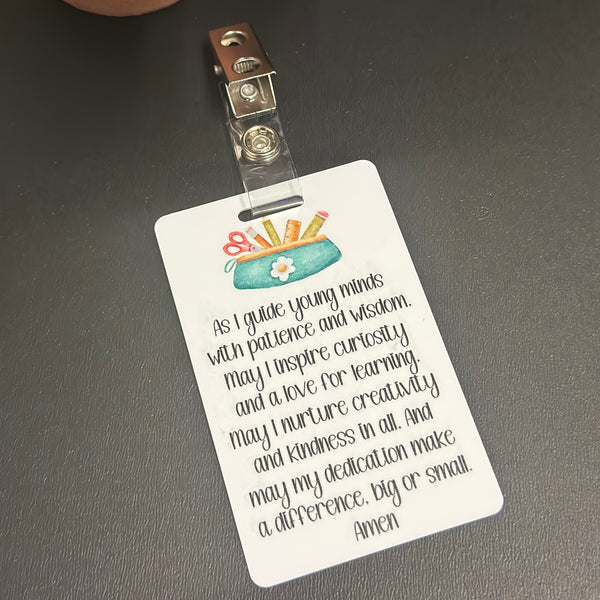 As I guide young minds
with patience and wisdom.
May I inspire curiosity
and a love for learning.
May I nurture creativity
and kindness in all. And
may my dedication make
a difference, big or small.
Amen